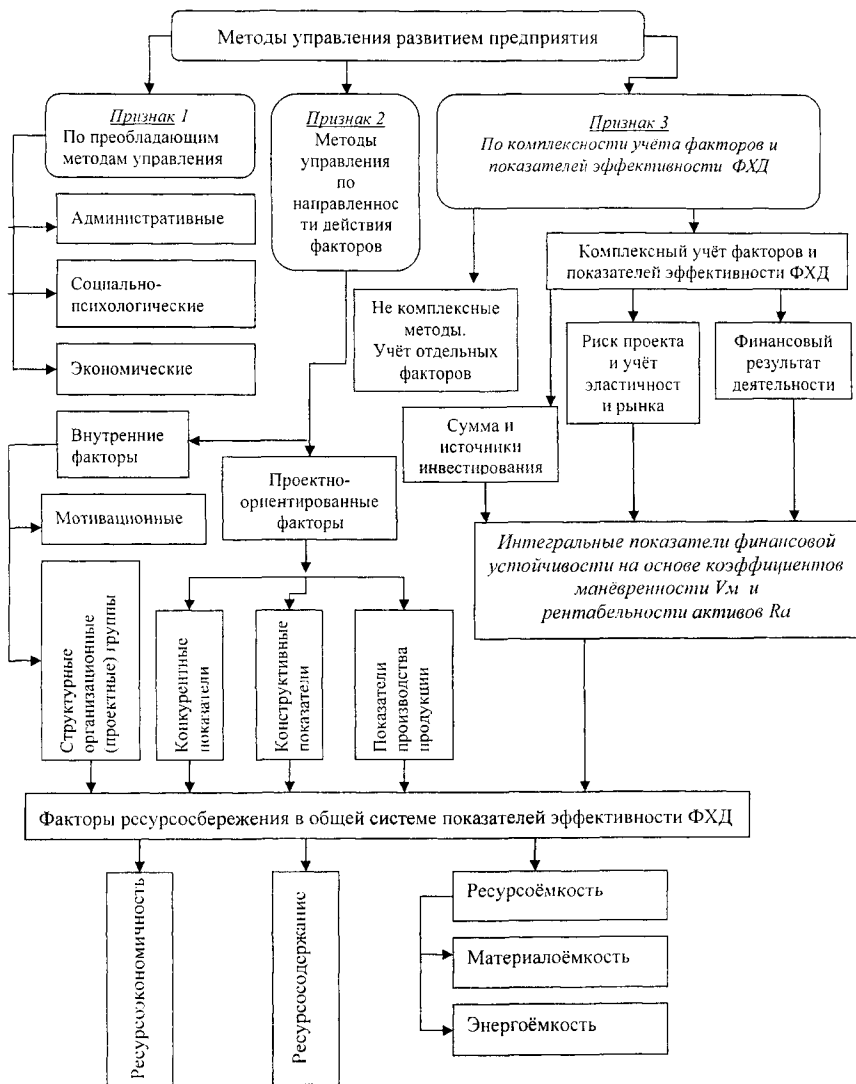 Методы управления развитием предприятия
Признак 1
По преобладающим
методам управления
Административные
Социально-
психологические
Экономические
Признак 2
Методы
управления
по
направленнос
ти действия
факторов
Признак 3
По комплексности учёта факторов и
показателей эффективности ФХД
Не комплексные
методы.
Учёт отдельных
факторов
Комплексный учёт факторов и
показателей эффективности ФХД
Риск проекта
и учёт
эластичност
и рынка
Финансовый
результат
деятельности
Сумма и
источники
инвестирования
Внутренние
факторы
Мотивационные
Проектно-
ориентированные
факторы
Интегральные показатели финансовой
устойчивости на основе коэффициентов
манёвренности Vм и
рентабельности активов Rа
Структурные
организационные
(проектные) группы
Конкурентные
показатели
Конструктивные
показатели
Показатели
производства
продукции
Факторы ресурсосбережения в общей системе показателей эффективности ФХД
Ресурсоэкономичность
Ресурсосодержание
Ресурсоёмкость
Материалоёмкость
Энергоёмкость